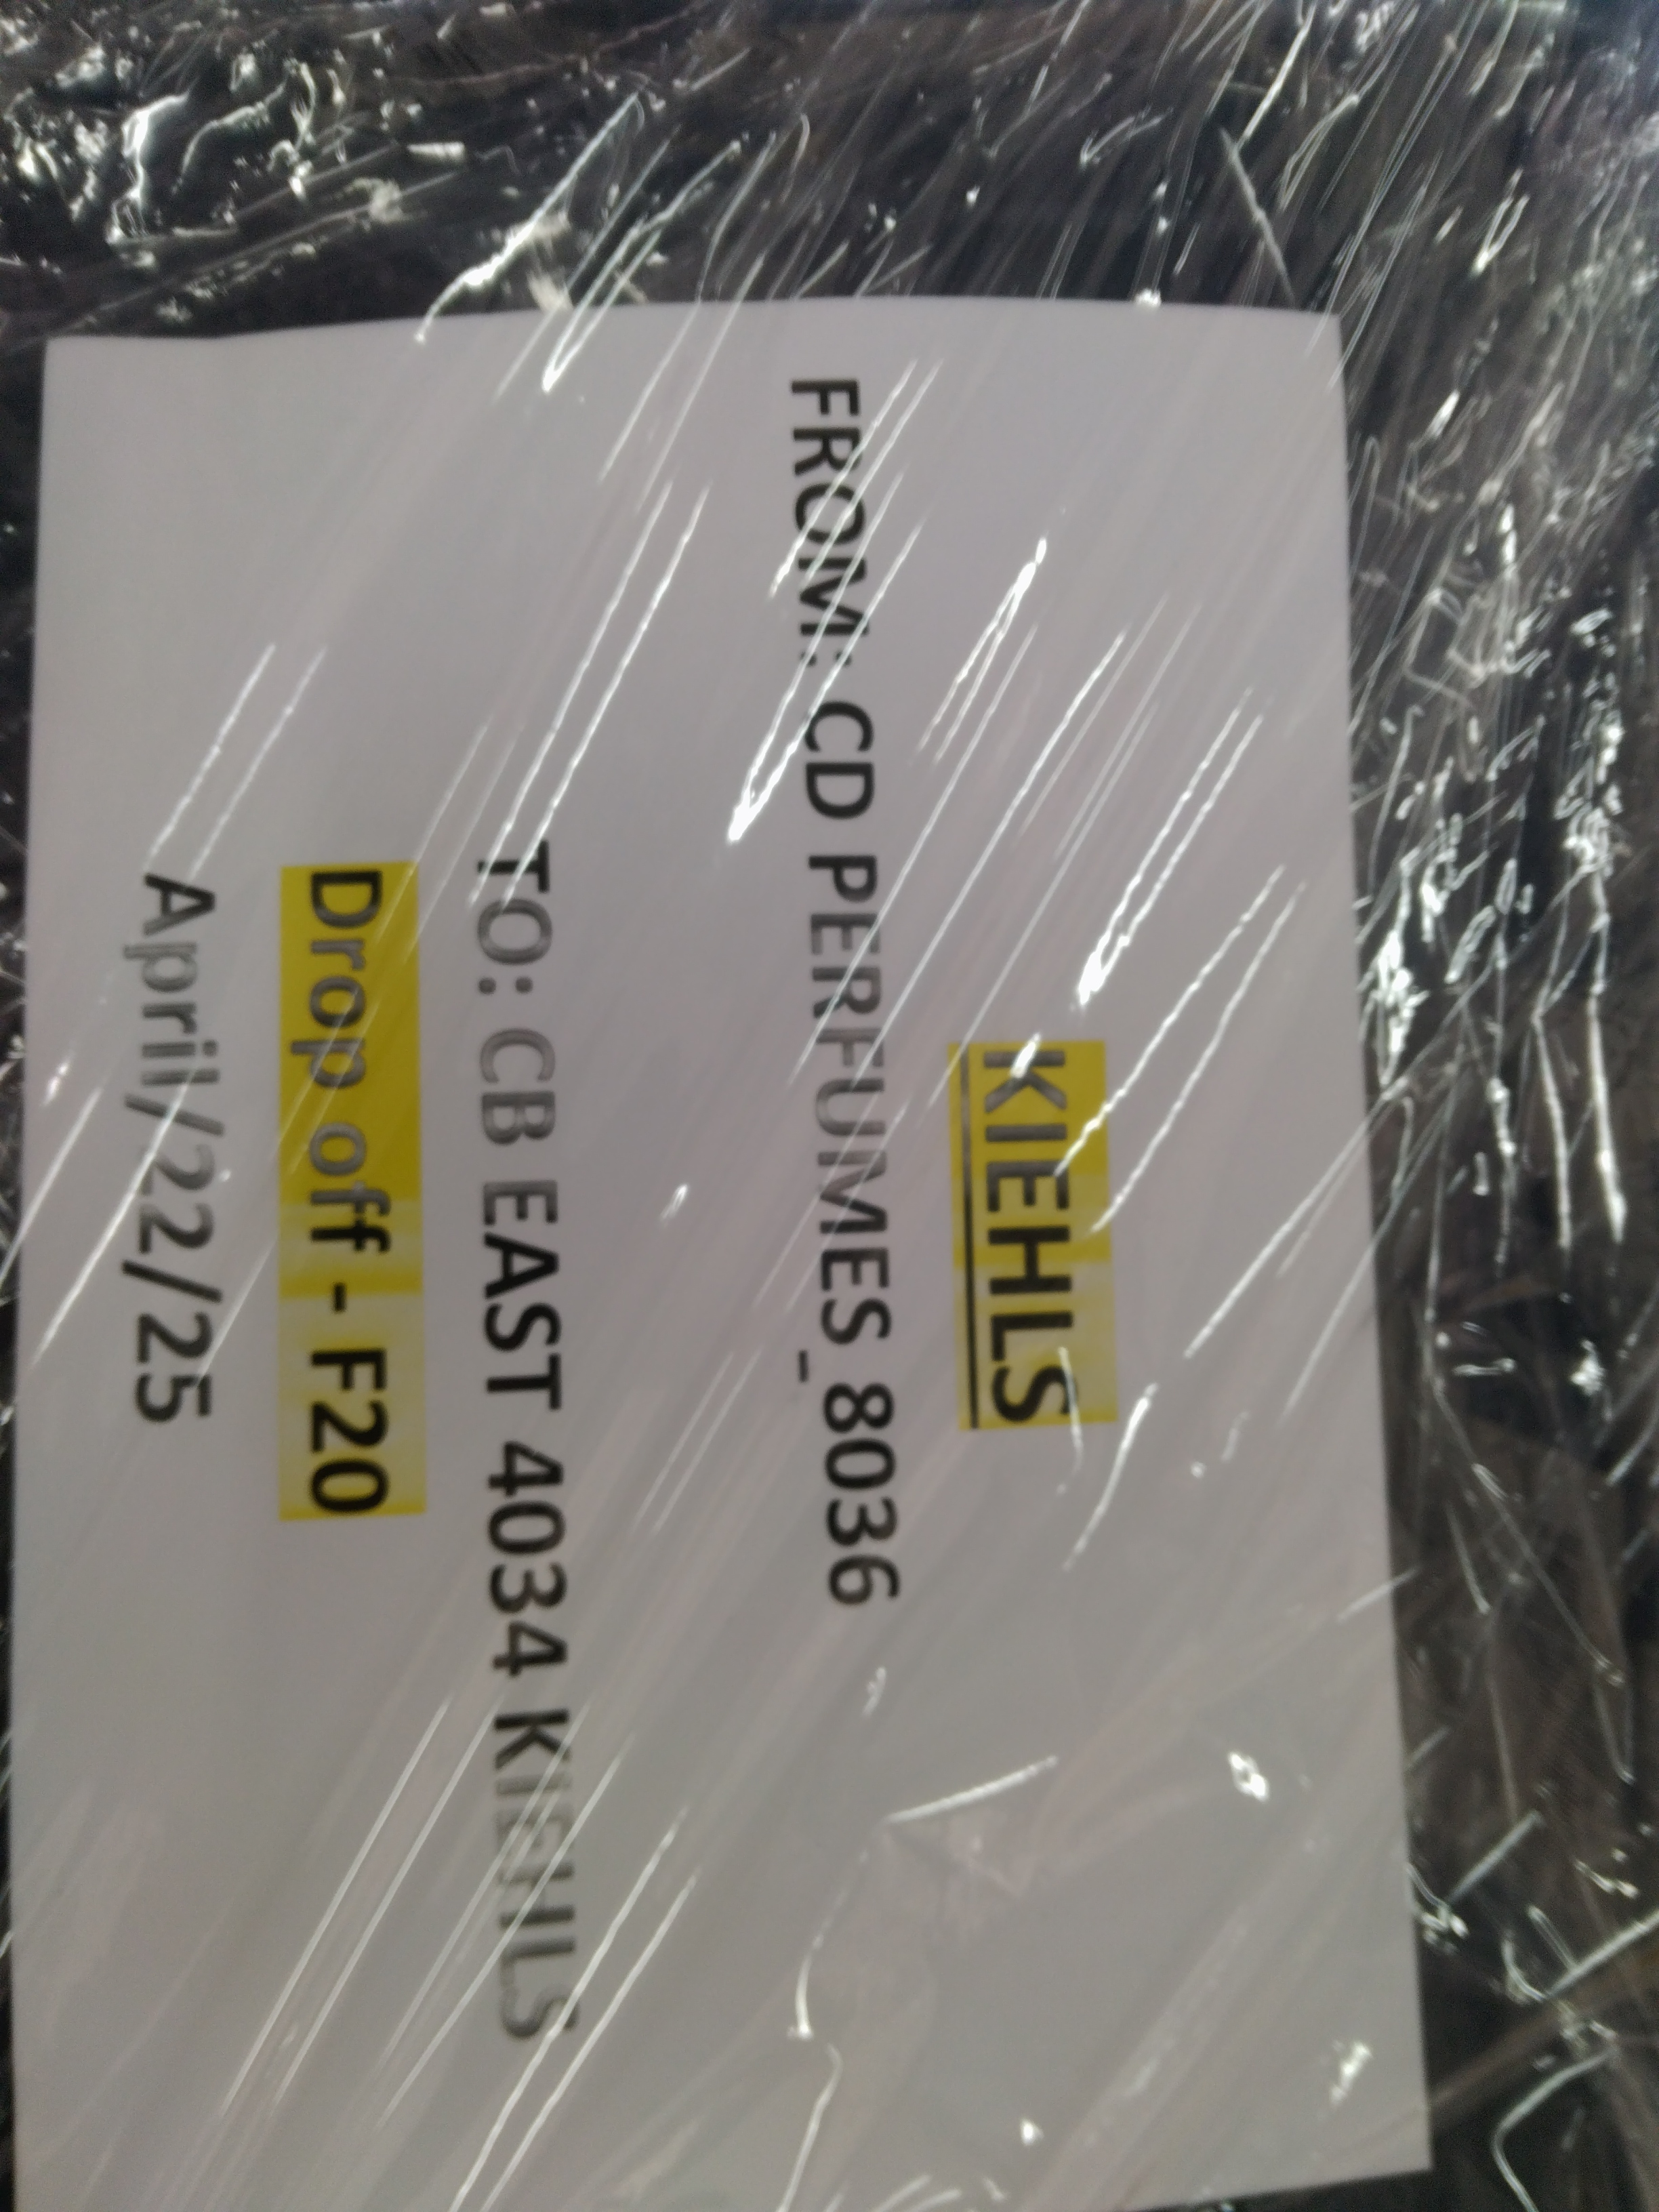 KIEHLS
FROM: CD PERFUMES_8036
TO: CB EAST 4034 KIEHLS
Drop off - F20
April/22/25